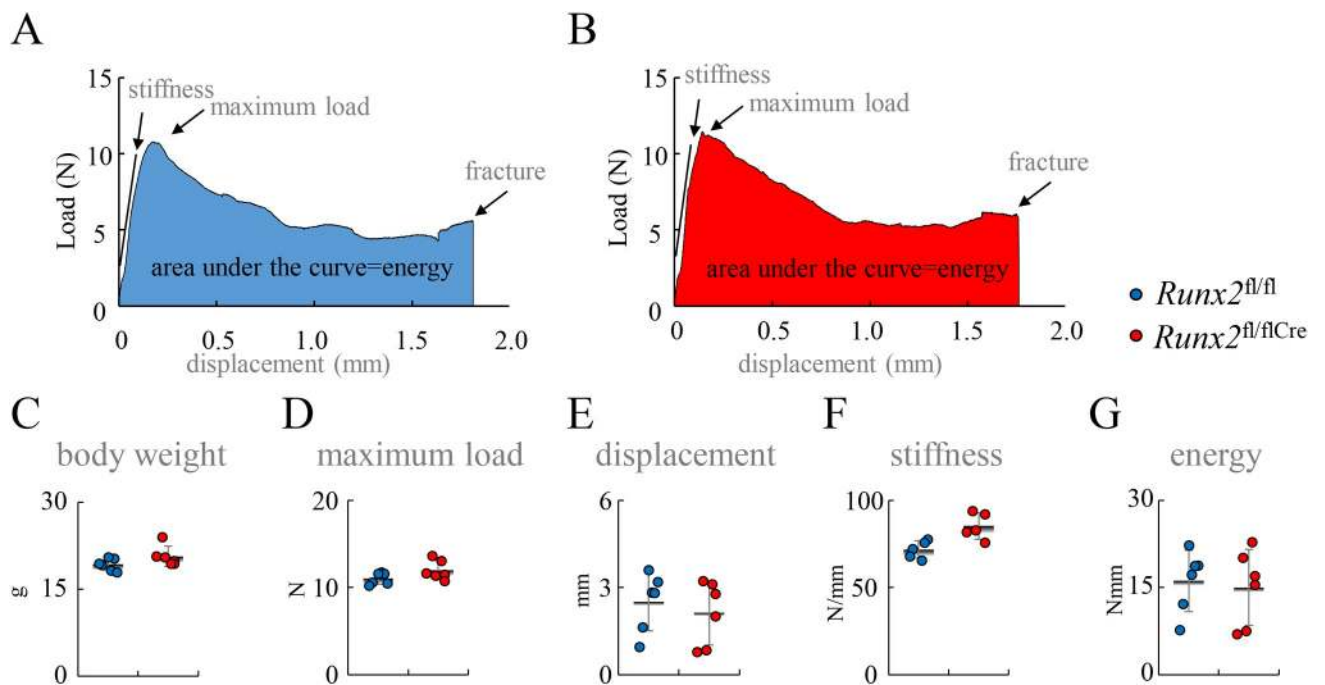 A
B
15
10
5
0
Load (N)
stiffness
maximum load
fracture
area under the curve=energy
0 0.5 1.0 1.5 2.0
displacement (mm)
15
10
5
0
Load (N)
stiffness
maximum load
fracture
area under the curve=energy
0 0.5 1.0 1.5 2.0
displacement (mm)
Runx2fl/fl
Runx2fl/flCre
C
body weight
30
15
0
g
D
maximum load
20
10
0
N
E
displacement
6
3
0
mm
F
stiffness
100
50
0
N/mm
G
energy
30
15
0
Nmm